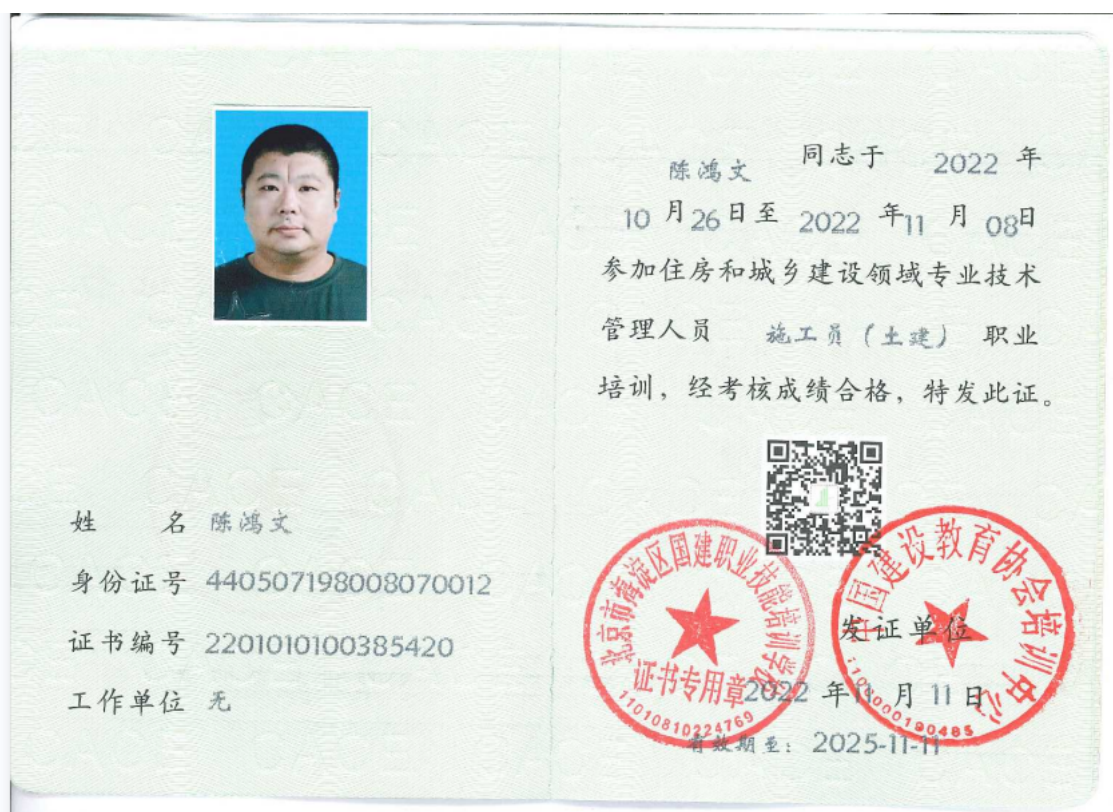 姓 名 陈鸿文
身份证号 440507198008070012
证书编号 2201010100385420
工作单位 无
陈鸿文 同志于 2022 年
10 月 26 日至 2022 年 11 月 08 日
参加住房和城乡建设领域专业技术
管理人员 施工员（土建） 职业
培训，经考核成绩合格，特发此证。
北京市海淀区国建职业技能培训学校
证书专用章
11010810224769
中国建设教育协会培训中心
发证单位
2022 年 11 月 11 日
有效期至：2025-11-11